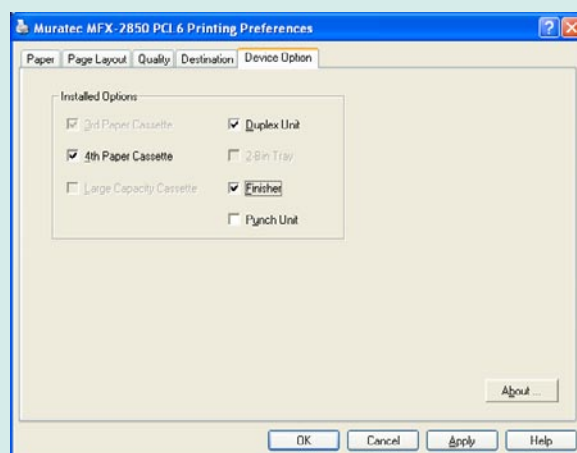 Muratec MFX-2850 PCL6 Printing Preferences
Paper Page Layout Quality Destination Device Option
Installed Options
3rd Paper Cassette Duplex Unit
4th Paper Cassette 2-Bin Tray
Large Capacity Cassette Finisher
Punch Unit
About ...
OK Cancel Apply Help